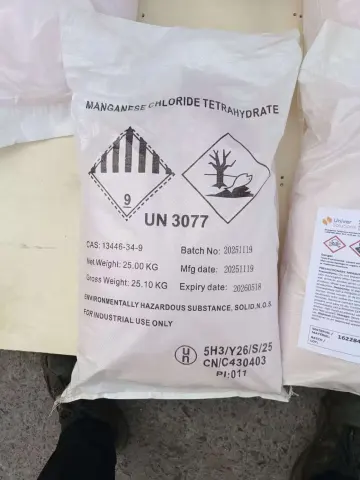 MANGANESE CHLORIDE TETRAHYDRATE
9
UN 3077
CAS: 13446-34-9
Net.Weight: 25.00 KG
Gross Weight: 25.10 KG
Batch No: 20251119
Mfg date: 20251119
Expiry date: 20260518
ENVIRONMENTALLY HAZARDOUS SUBSTANCE, SOLID,N.O.S.
FOR INDUSTRIAL USE ONLY
un
5H3/Y26/S/25
CN/C430403
PI:011
Univar